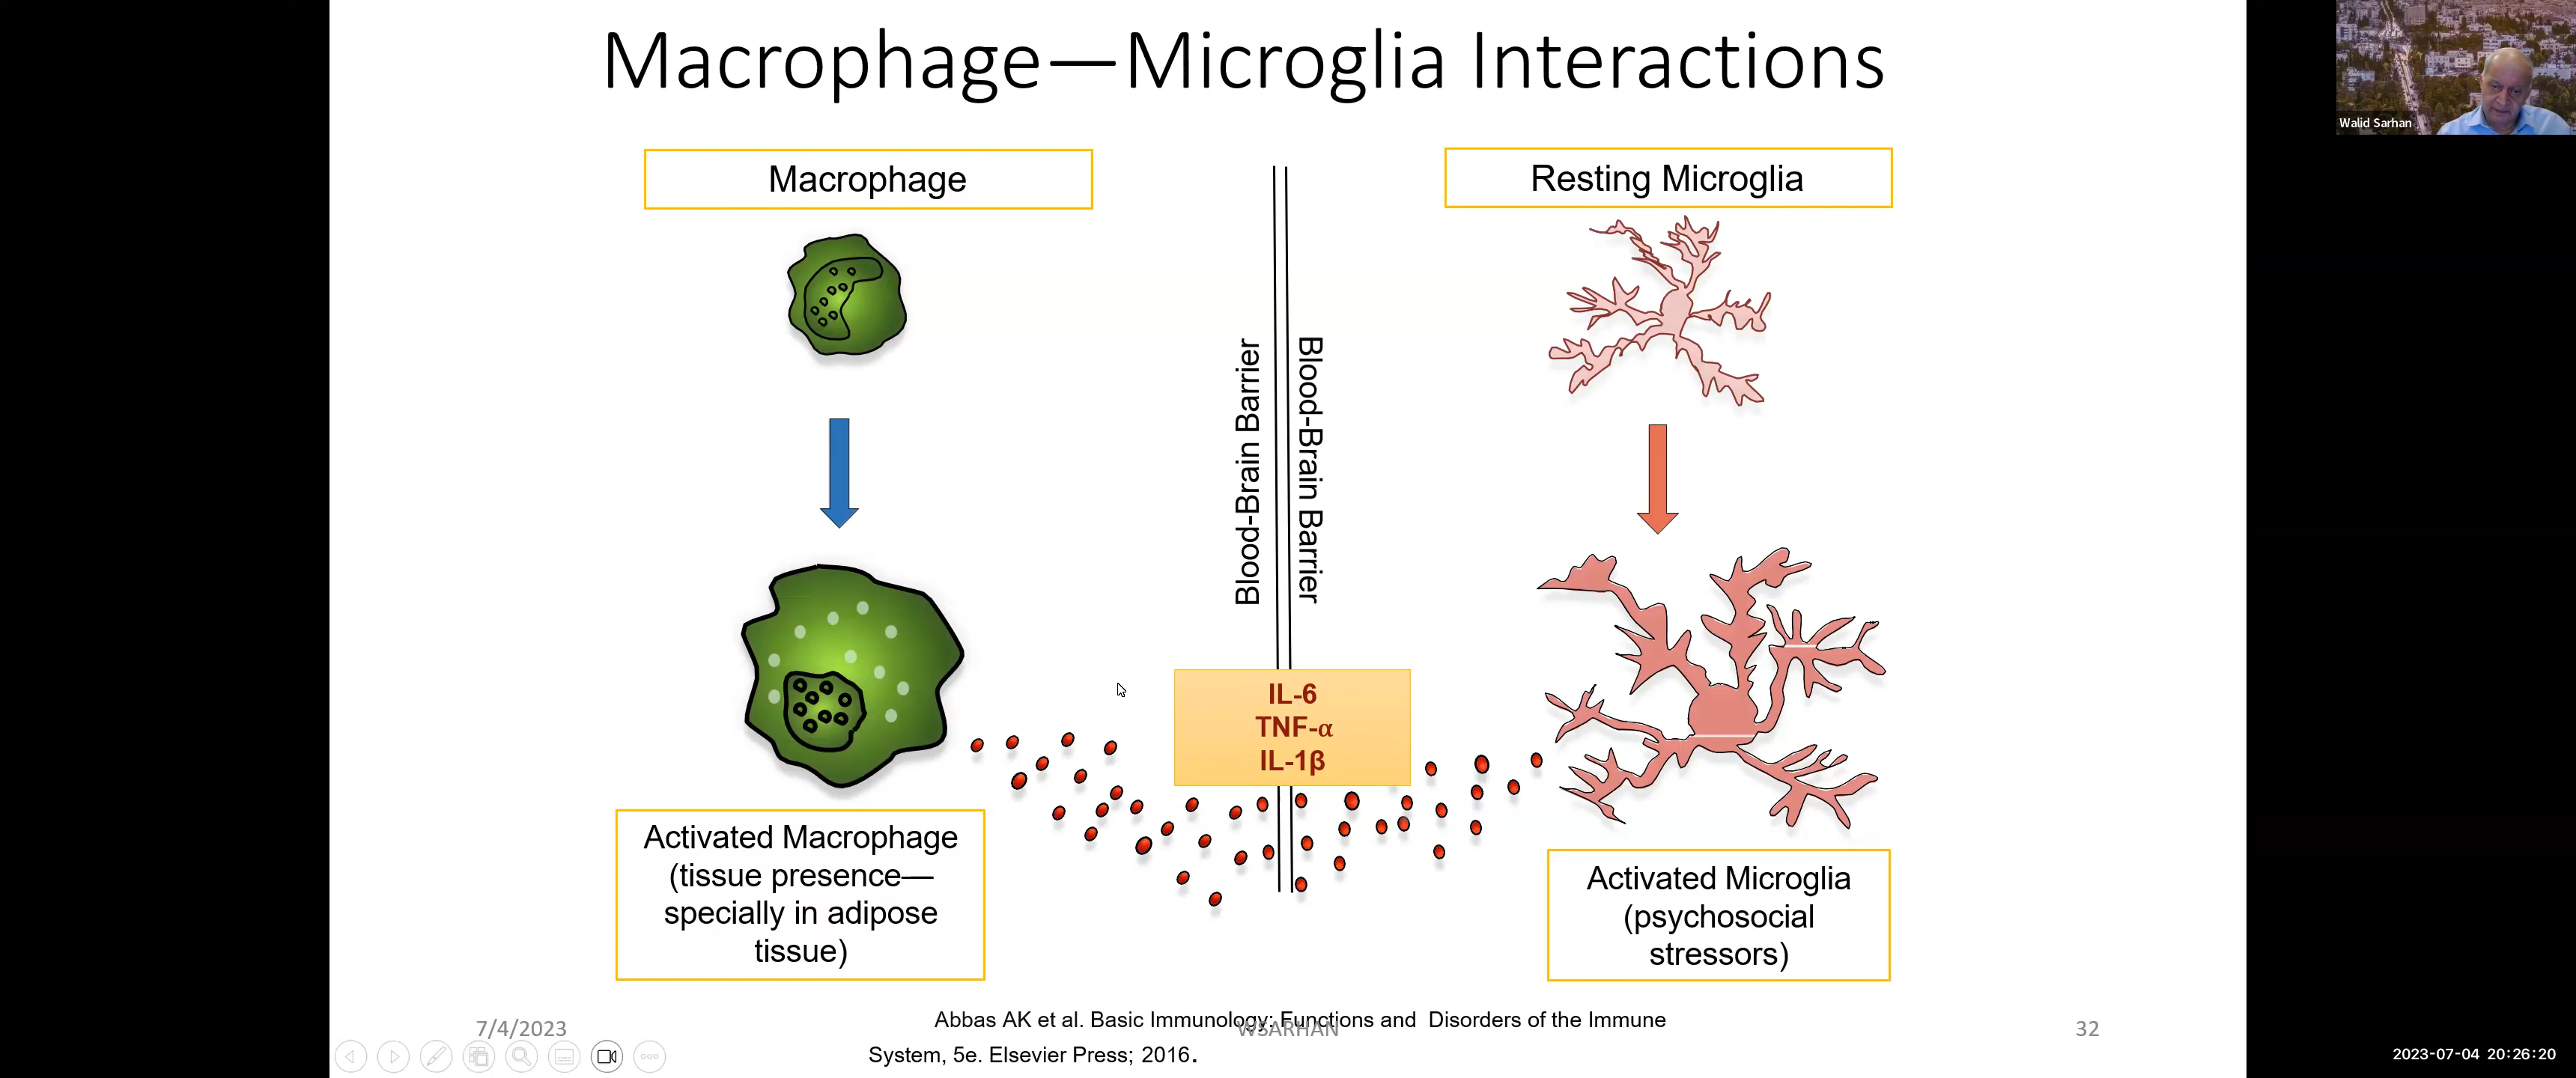 Macrophage—Microglia Interactions
Walid Sarhan
Macrophage
Resting Microglia
Blood-Brain Barrier
Blood-Brain Barrier
IL-6
TNF-α
IL-1β
Activated Macrophage
(tissue presence—
specially in adipose
tissue)
Activated Microglia
(psychosocial
stressors)
Abbas AK et al. Basic Immunology: Functions and Disorders of the Immune
System, 5e. Elsevier Press; 2016.
7/4/2023
WSARHAN
32
2023-07-04 20:26:20